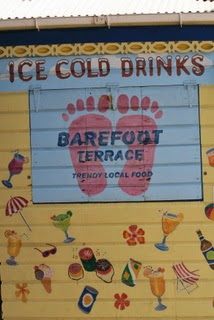 ICE COLD DRINKS
BAREFOOT
TERRACE
TRENDY LOCAL FOOD